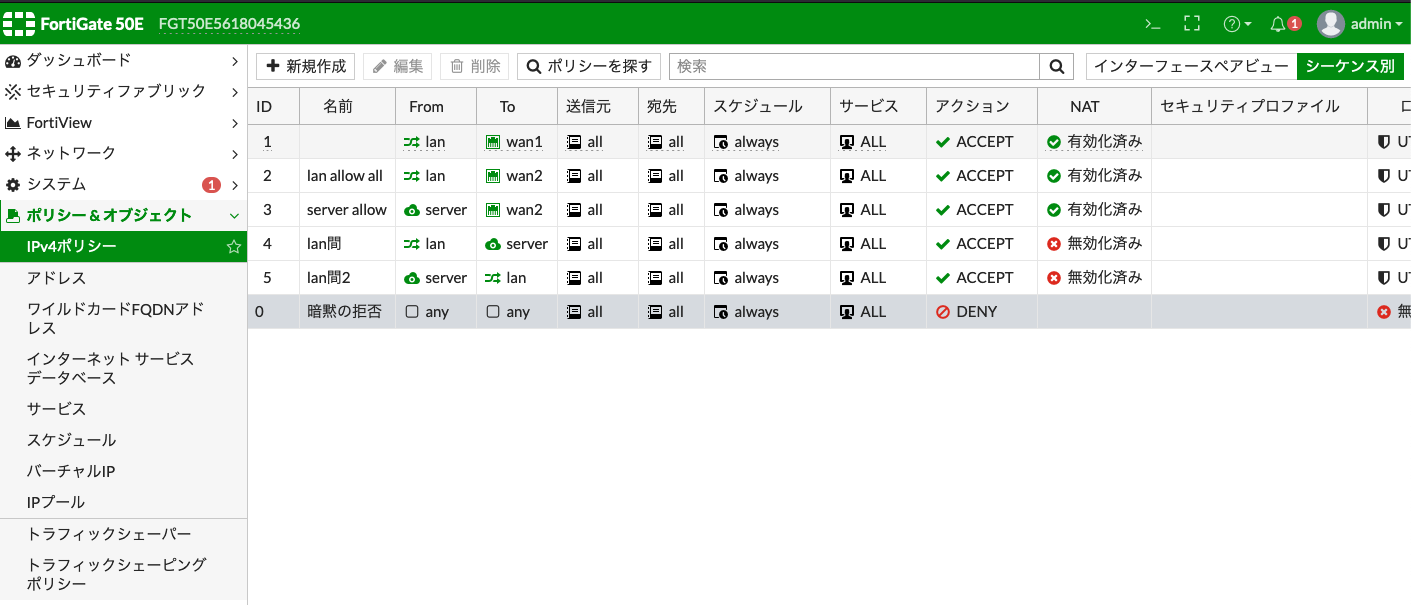 FortiGate 50E FGT50E5618045436 >_ 1 admin
ダッシュボード
セキュリティファブリック
FortiView
ネットワーク
システム 1
ポリシー & オブジェクト
IPv4ポリシー
アドレス
ワイルドカードFQDNアド
レス
インターネット サービス
データベース
サービス
スケジュール
バーチャルIP
IPプール
トラフィックシェーパー
トラフィックシェーピング
ポリシー
新規作成 編集 削除 ポリシーを探す 検索 インターフェースペアビュー シーケンス別
ID 名前 From To 送信元 宛先 スケジュール サービス アクション NAT セキュリティプロファイル ロ
1 lan wan1 all all always ALL ACCEPT 有効化済み UT
2 lan allow all lan wan2 all all always ALL ACCEPT 有効化済み UT
3 server allow server wan2 all all always ALL ACCEPT 有効化済み UT
4 lan間 lan server all all always ALL ACCEPT 無効化済み UT
5 lan間2 server lan all all always ALL ACCEPT 無効化済み UT
0 暗黙の拒否 any any all all always ALL DENY 無